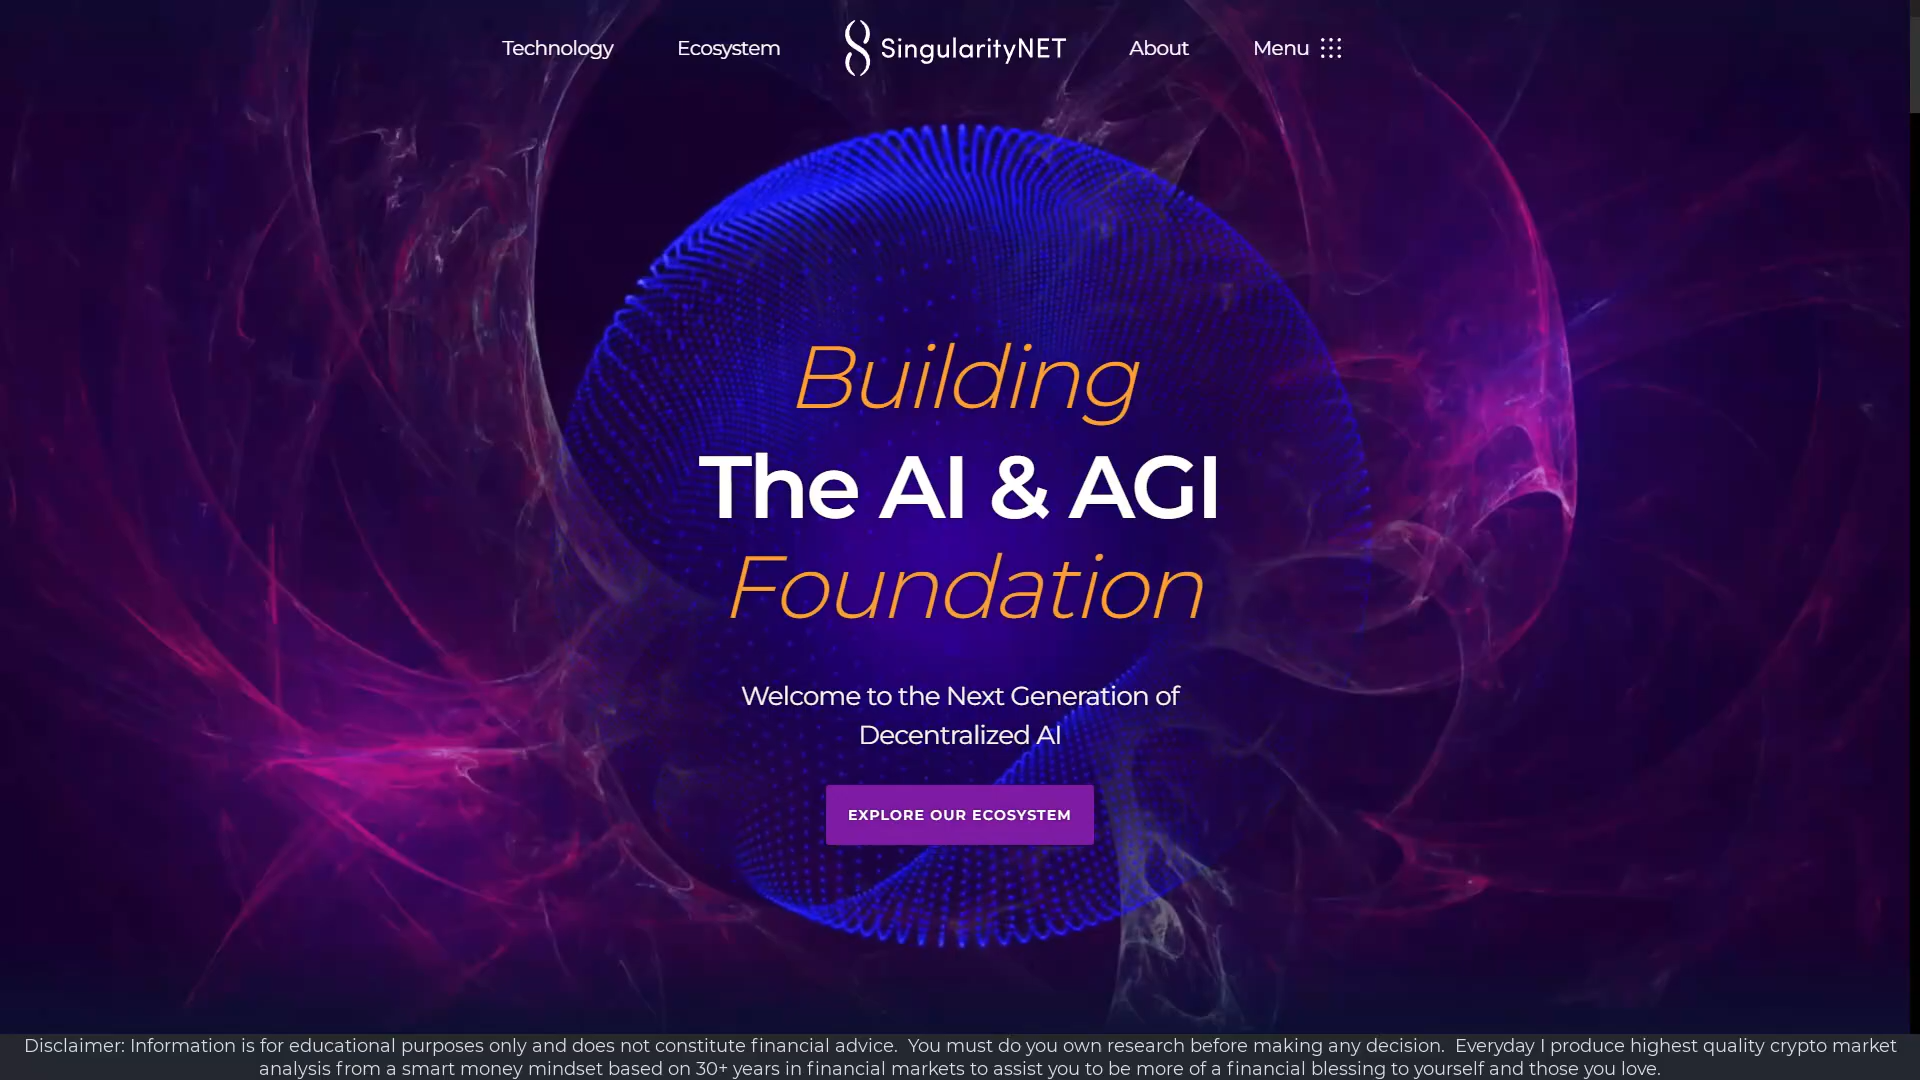 Technology
Ecosystem
SingularityNET
About
Menu
Building
The AI & AGI
Foundation
Welcome to the Next Generation of
Decentralized AI
EXPLORE OUR ECOSYSTEM
Disclaimer: Information is for educational purposes only and does not constitute financial advice.  You must do you own research before making any decision.  Everyday I produce highest quality crypto market
analysis from a smart money mindset based on 30+ years in financial markets to assist you to be more of a financial blessing to yourself and those you love.